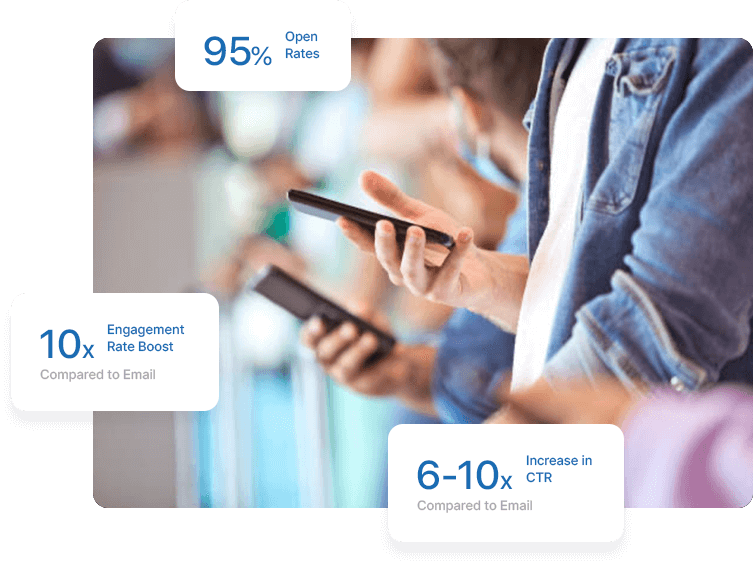 95% Open
Rates
10x Engagement
Rate Boost
Compared to Email
6-10x Increase in
CTR
Compared to Email